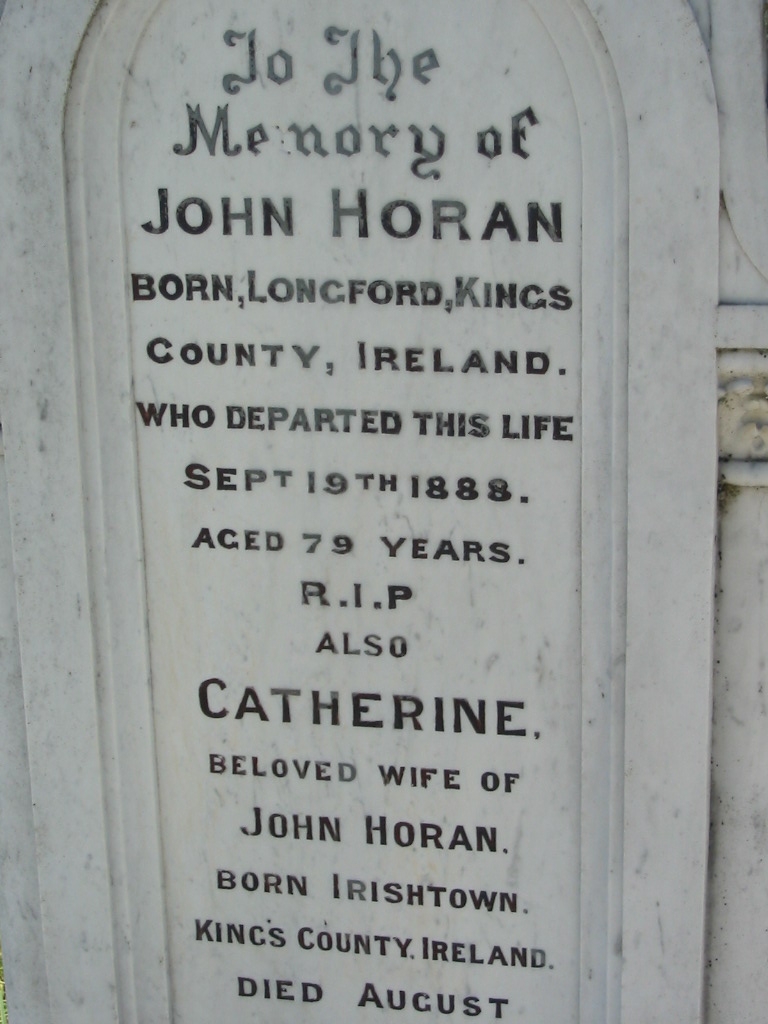 To The
Memory of
JOHN HORAN
BORN, LONGFORD, KINGS
COUNTY, IRELAND.
WHO DEPARTED THIS LIFE
SEPT 19TH 1888.
AGED 79 YEARS.
R.I.P
ALSO
CATHERINE,
BELOVED WIFE OF
JOHN HORAN.
BORN IRISHTOWN.
KING'S COUNTY. IRELAND.
DIED AUGUST